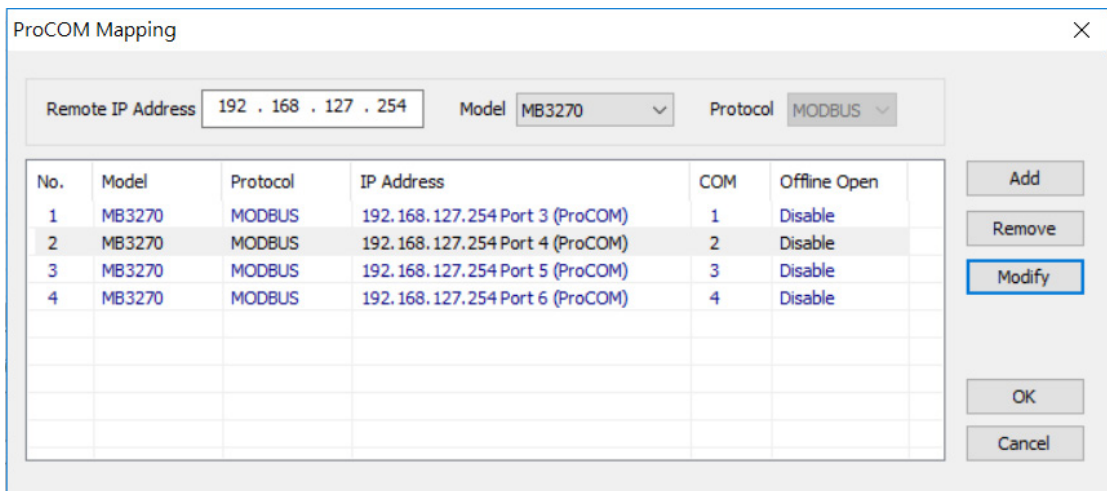 ProCOM Mapping
Remote IP Address 192 . 168 . 127 . 254 Model MB3270 Protocol MODBUS
No. Model Protocol IP Address COM Offline Open
1 MB3270 MODBUS 192.168.127.254 Port 3 (ProCOM) 1 Disable
2 MB3270 MODBUS 192.168.127.254 Port 4 (ProCOM) 2 Disable
3 MB3270 MODBUS 192.168.127.254 Port 5 (ProCOM) 3 Disable
4 MB3270 MODBUS 192.168.127.254 Port 6 (ProCOM) 4 Disable
Add
Remove
Modify
OK
Cancel